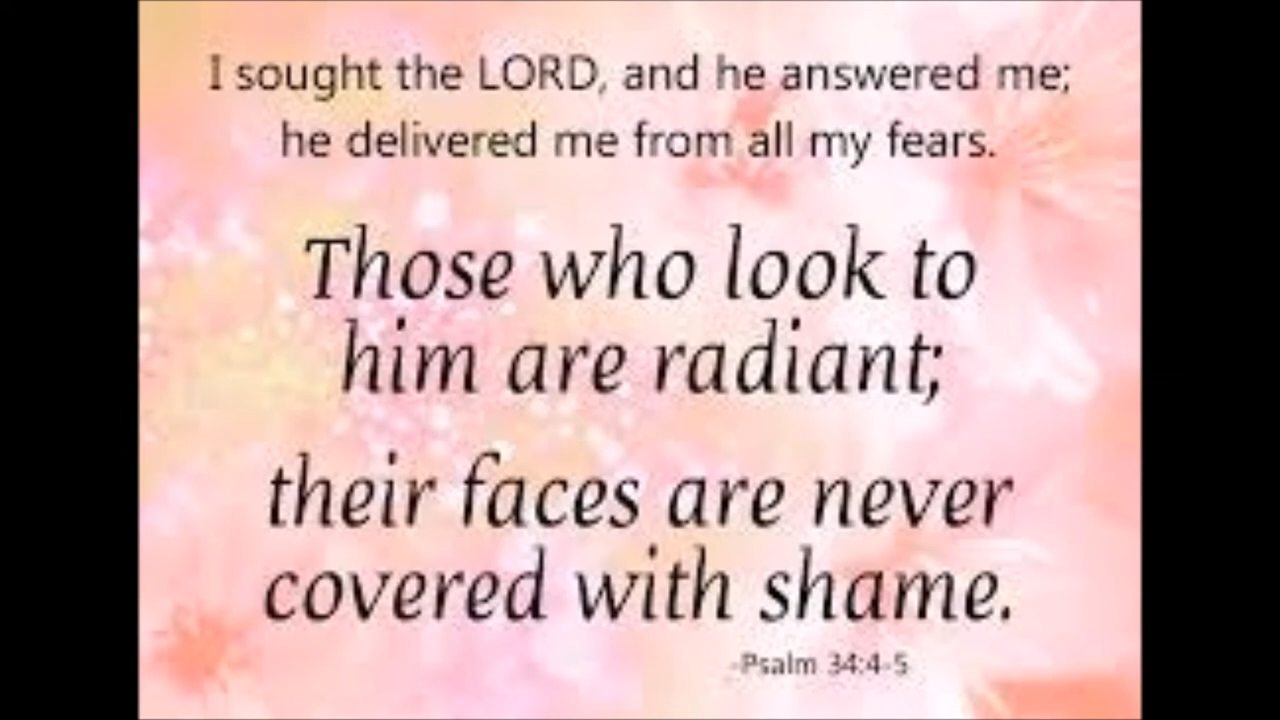 I sought the LORD, and he answered me;
he delivered me from all my fears.
Those who look to
him are radiant;
their faces are never
covered with shame.
-Psalm 34:4-5